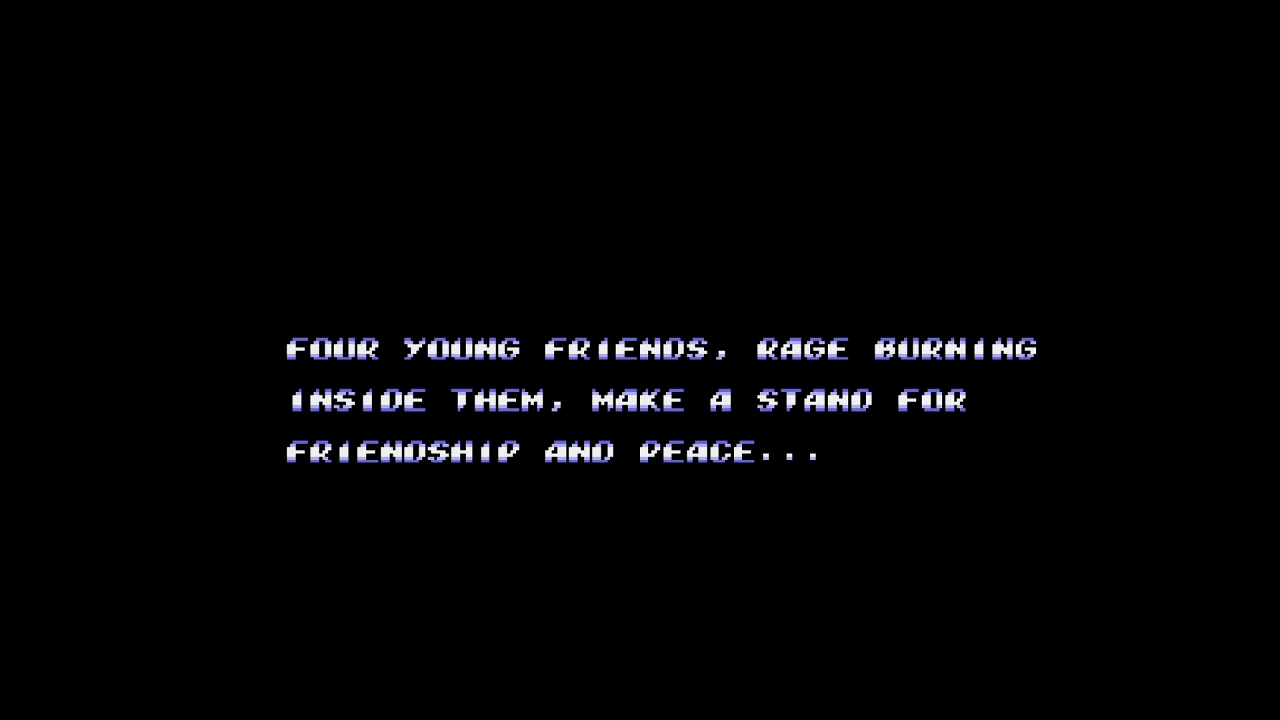 FOUR YOUNG FRIENDS, RAGE BURNING
INSIDE THEM, MAKE A STAND FOR
FRIENDSHIP AND PEACE...